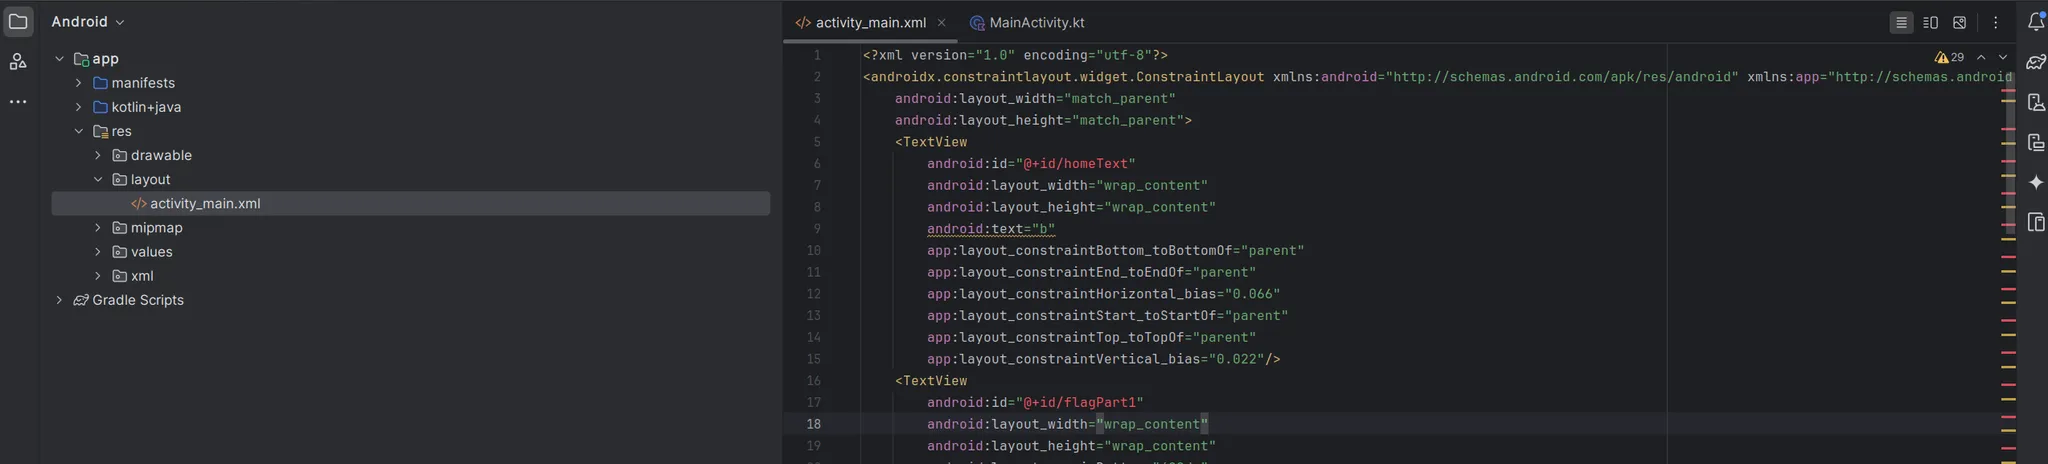 Android
app
manifests
kotlin+java
res
drawable
layout
</> activity_main.xml
mipmap
values
xml
Gradle Scripts
</> activity_main.xml × MainActivity.kt
29
1 <?xml version="1.0" encoding="utf-8"?>
2 <androidx.constraintlayout.widget.ConstraintLayout xmlns:android="http://schemas.android.com/apk/res/android" xmlns:app="http://schemas.android
3 android:layout_width="match_parent"
4 android:layout_height="match_parent">
5 <TextView
6 android:id="@+id/homeText"
7 android:layout_width="wrap_content"
8 android:layout_height="wrap_content"
9 android:text="b"
10 app:layout_constraintBottom_toBottomOf="parent"
11 app:layout_constraintEnd_toEndOf="parent"
12 app:layout_constraintHorizontal_bias="0.066"
13 app:layout_constraintStart_toStartOf="parent"
14 app:layout_constraintTop_toTopOf="parent"
15 app:layout_constraintVertical_bias="0.022"/>
16 <TextView
17 android:id="@+id/flagPart1"
18 android:layout_width="wrap_content"
19 android:layout_height="wrap_content"